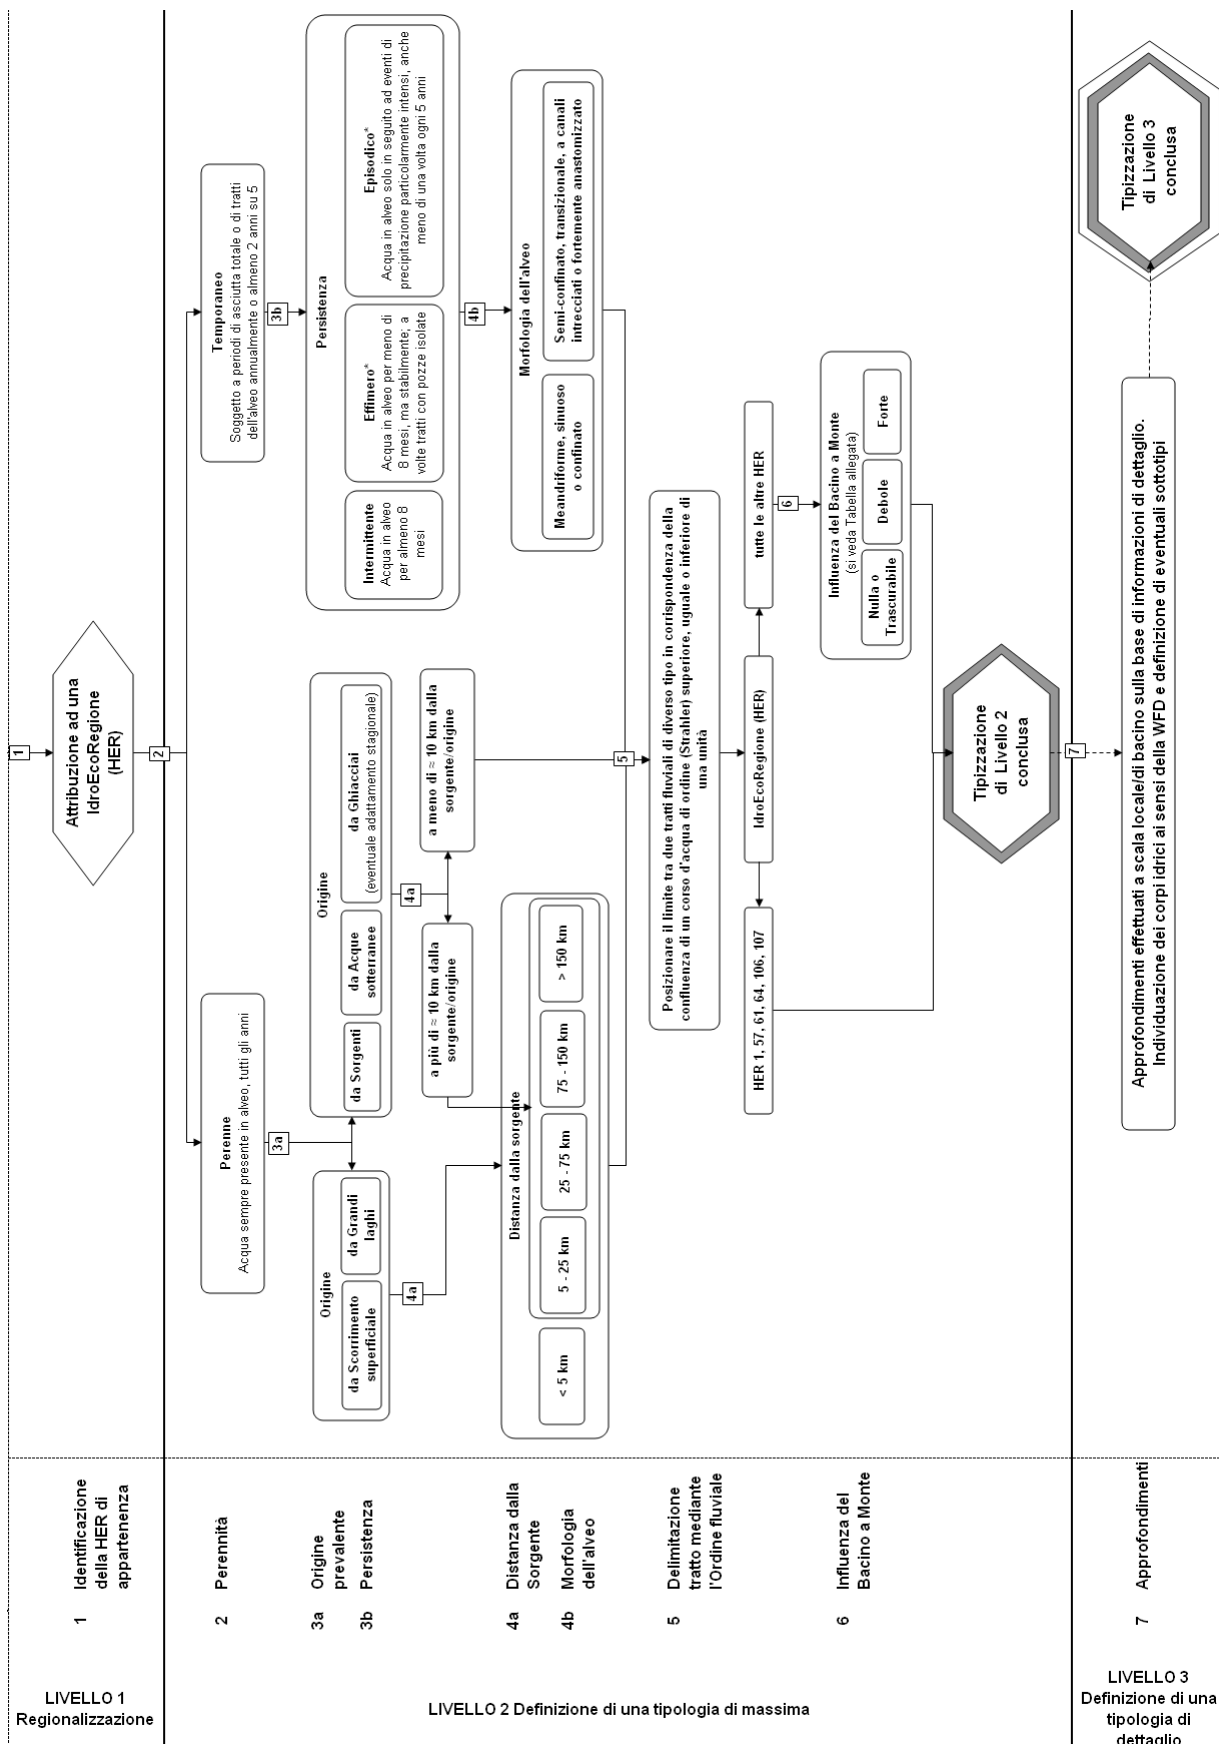 LIVELLO 1
Regionalizzazione
1 Identificazione
della HER di
appartenenza
1
Attribuzione ad una
IdroEcoRegione
(HER)
LIVELLO 2 Definizione di una tipologia di massima
2 Perennità
2
Perenne
Acqua sempre presente in alveo, tutti gli anni
Temporaneo
Soggetto a periodi di asciutta totale o di tratti
dell'alveo annualmente o almeno 2 anni su 5
3a Origine
prevalente
3b Persistenza
3a
3b
Origine
da Scorrimento
superficiale
da Grandi
laghi
Origine
da Sorgenti
da Acque
sotterranee
da Ghiacciai
(eventuale adattamento stagionale)
Persistenza
Intermittente
Acqua in alveo
per almeno 8
mesi
Effimero*
Acqua in alveo per meno di
8 mesi, ma stabilmente; a
volte tratti con pozze isolate
Episodico*
Acqua in alveo solo in seguito ad eventi di
precipitazione particolarmente intensi, anche
meno di una volta ogni 5 anni
4a Distanza dalla
Sorgente
4b Morfologia
dell'alveo
4a
4a
4b
a più di ≈ 10 km dalla
sorgente/origine
a meno di ≈ 10 km dalla
sorgente/origine
Distanza dalla sorgente
< 5 km
5 - 25 km
25 - 75 km
75 - 150 km
> 150 km
Morfologia dell'alveo
Meandriforme, sinuoso
o confinato
Semi-confinato, transizionale, a canali
intrecciati o fortemente anastomizzato
5 Delimitazione
tratto mediante
l'Ordine fluviale
5
Posizionare il limite tra due tratti fluviali di diverso tipo in corrispondenza della
confluenza di un corso d'acqua di ordine (Strahler) superiore, uguale o inferiore di
una unità
HER 1, 57, 61, 64, 106, 107
IdroEcoRegione (HER)
tutte le altre HER
6 Influenza del
Bacino a Monte
6
Influenza del Bacino a Monte
(si veda Tabella allegata)
Nulla o
Trascurabile
Debole
Forte
Tipizzazione
di Livello 2
conclusa
LIVELLO 3
Definizione di una
tipologia di
dettaglio
7 Approfondimenti
7
Approfondimenti effettuati a scala locale/di bacino sulla base di informazioni di dettaglio.
Individuazione dei corpi idrici ai sensi della WFD e definizione di eventuali sottotipi
Tipizzazione
di Livello 3
conclusa